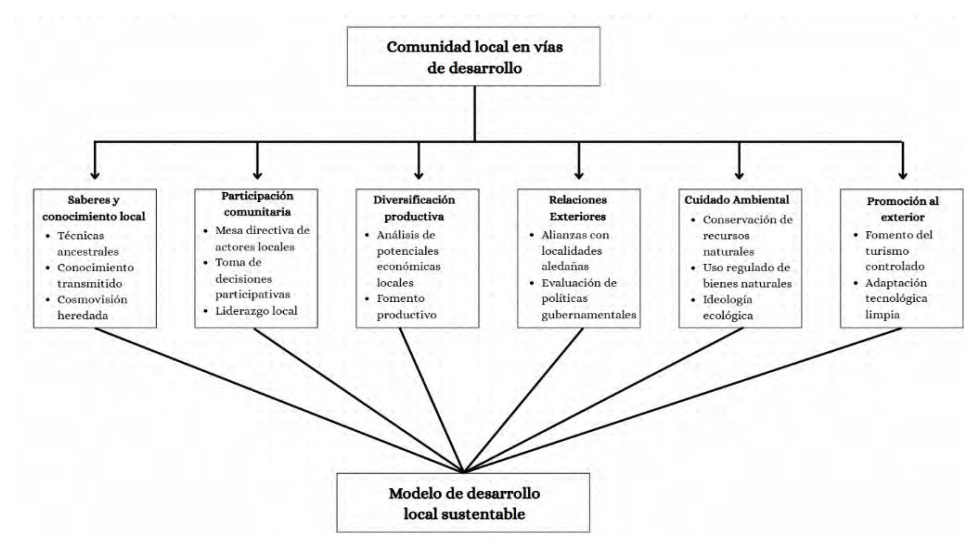 Comunidad local en vías
de desarrollo
Saberes y
conocimiento local
• Técnicas
ancestrales
• Conocimiento
transmitido
• Cosmovisión
heredada
Participación
comunitaria
• Mesa directiva de
actores locales
• Toma de
decisiones
participativas
• Liderazgo local
Diversificación
productiva
• Análisis de
potenciales
económicas
locales
• Fomento
productivo
Relaciones
Exteriores
• Alianzas con
localidades
aledañas
• Evaluación de
políticas
gubernamentales
Cuidado Ambiental
• Conservación de
recursos
naturales
• Uso regulado de
bienes naturales
• Ideología
ecológica
Promoción al
exterior
• Fomento del
turismo
controlado
• Adaptación
tecnológica
limpia
Modelo de desarrollo
local sustentable